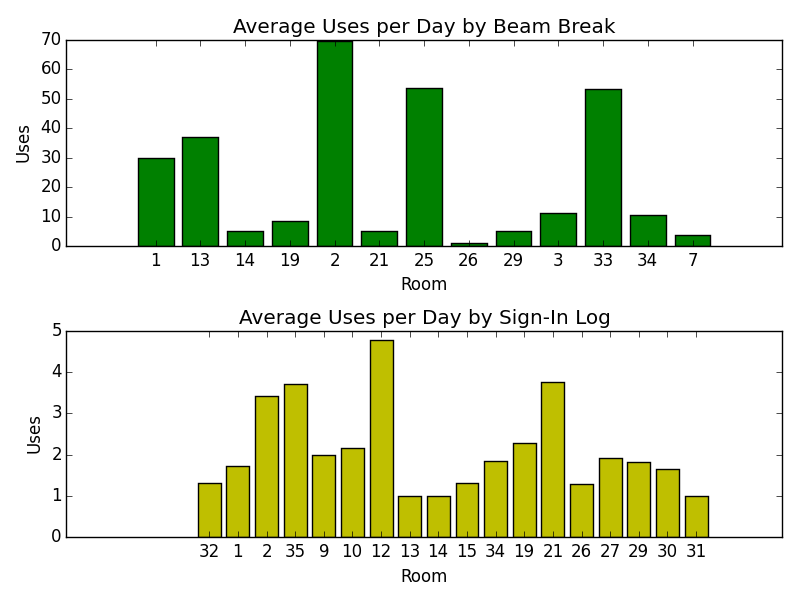 Average Uses per Day by Beam Break
70
60
50
40
30
20
10
0
Uses
1 13 14 19 2 21 25 26 29 3 33 34 7
Room
Average Uses per Day by Sign-In Log
5
4
3
2
1
0
Uses
32 1 2 35 9 10 12 13 14 15 34 19 21 26 27 29 30 31
Room